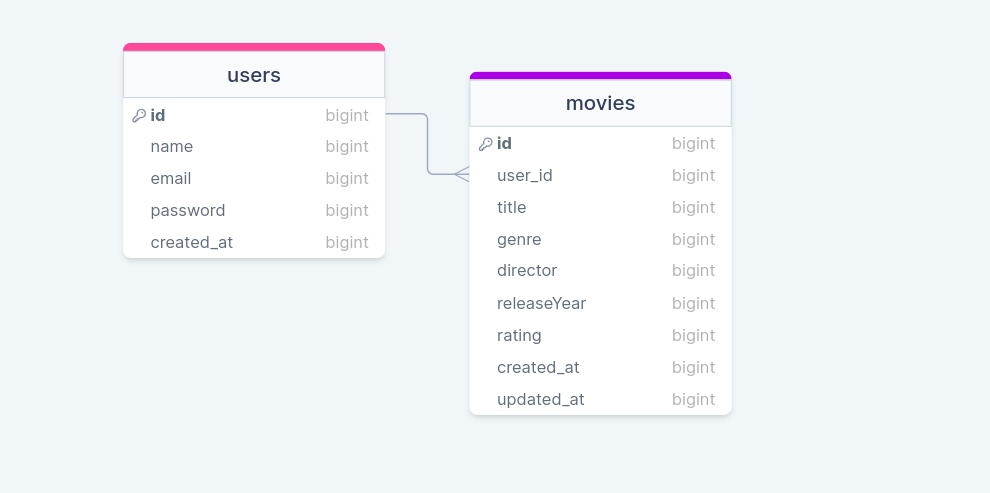 users
id bigint
name bigint
email bigint
password bigint
created_at bigint
movies
id bigint
user_id bigint
title bigint
genre bigint
director bigint
releaseYear bigint
rating bigint
created_at bigint
updated_at bigint